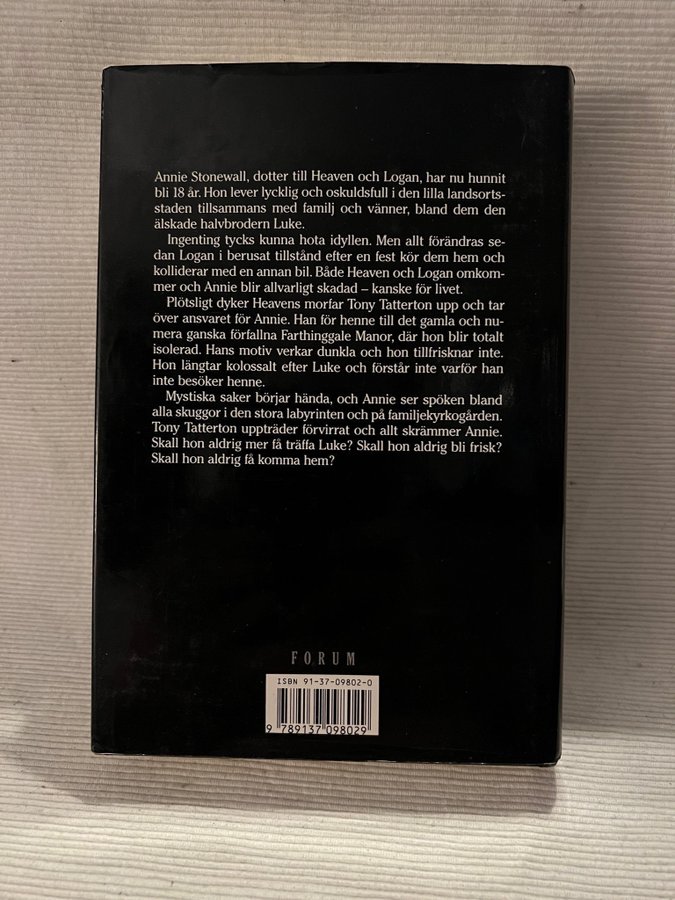 Annie Stonewall, dotter till Heaven och Logan, har nu hunnit
bli 18 år. Hon lever lycklig och oskuldsfull i den lilla landsorts-
staden tillsammans med familj och vänner, bland dem den
älskade halvbrodern Luke.
Ingenting tycks kunna hota idyllen. Men allt förändras se-
dan Logan i berusat tillstånd efter en fest kör dem hem och
kolliderar med en annan bil. Både Heaven och Logan omkom-
mer och Annie blir allvarligt skadad – kanske för livet.
Plötsligt dyker Heavens morfar Tony Tatterton upp och tar
över ansvaret för Annie. Han för henne till det gamla och nu-
mera ganska förfallna Farthinggale Manor, där hon blir totalt
isolerad. Hans motiv verkar dunkla och hon tillfrisknar inte.
Hon längtar kolossalt efter Luke och förstår inte varför han
inte besöker henne.
Mystiska saker börjar hända, och Annie ser spöken bland
alla skuggor i den stora labyrinten och på familjekyrkogården.
Tony Tatterton uppträder förvirrat och allt skrämmer Annie.
Skall hon aldrig mer få träffa Luke? Skall hon aldrig bli frisk?
Skall hon aldrig få komma hem?
FORUM
ISBN 91-37-09802-0
9 789137 098029